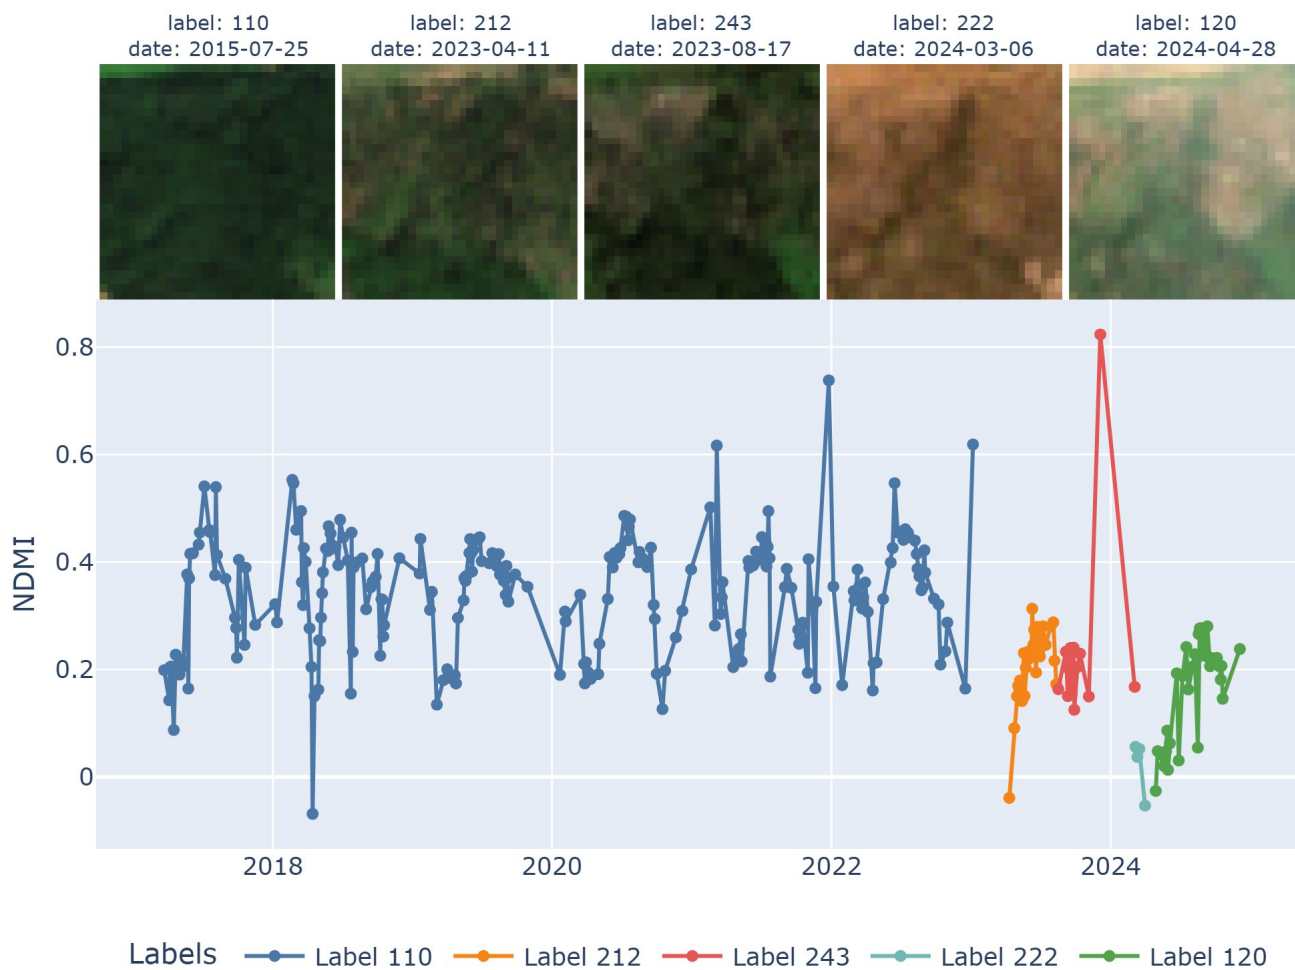 label: 110
date: 2015-07-25
label: 212
date: 2023-04-11
label: 243
date: 2023-08-17
label: 222
date: 2024-03-06
label: 120
date: 2024-04-28
NDMI
0.8
0.6
0.4
0.2
0
2018
2020
2022
2024
Labels
Label 110
Label 212
Label 243
Label 222
Label 120